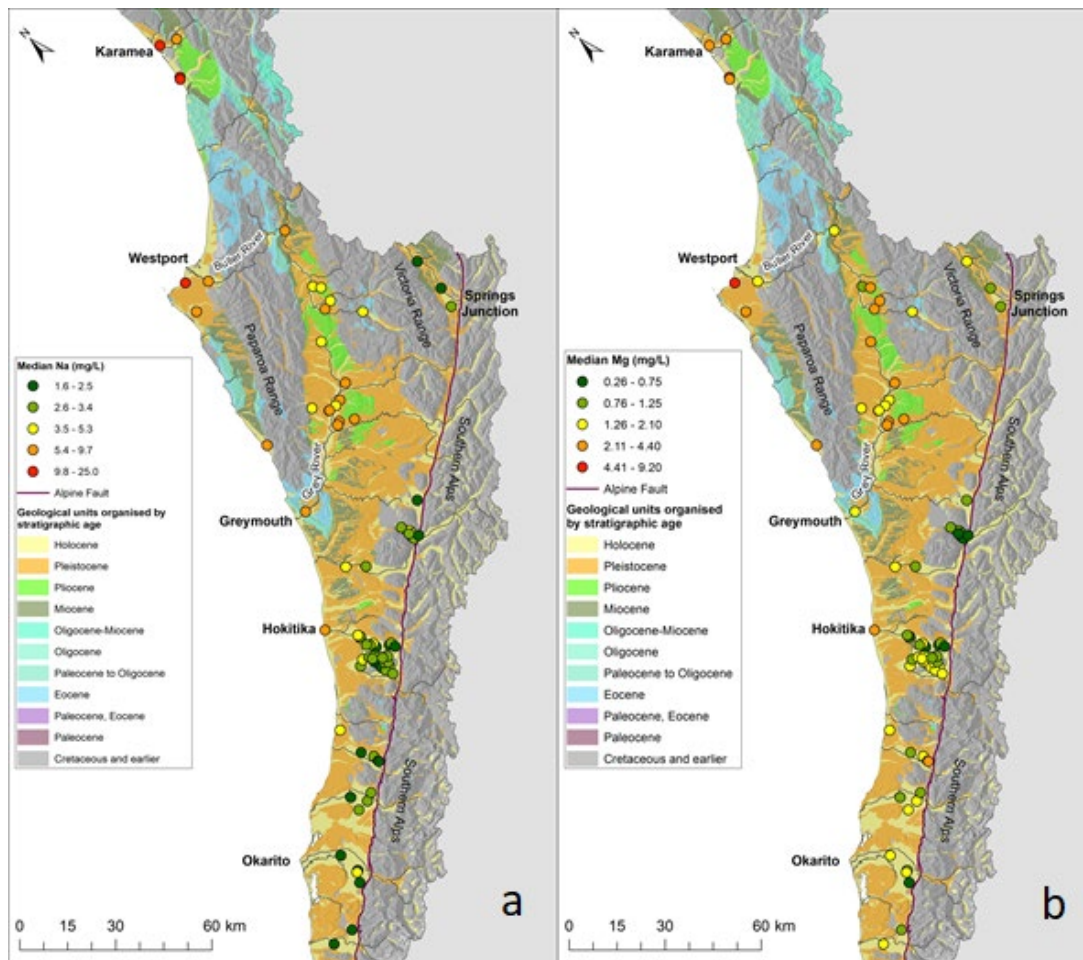 N
Karamea
Westport
Buller River
Victoria Range
Springs
Junction
Paparoa Range
Median Na (mg/L)
1.6 - 2.5
2.6 - 3.4
3.5 - 5.3
5.4 - 9.7
9.8 - 25.0
Alpine Fault
Geological units organised by
stratigraphic age
Holocene
Pleistocene
Pliocene
Miocene
Oligocene-Miocene
Oligocene
Paleocene to Oligocene
Eocene
Paleocene, Eocene
Paleocene
Cretaceous and earlier
Southern Alps
Grey River
Greymouth
Hokitika
Southern Alps
Okarito
0 15 30 60 km
a
N
Karamea
Westport
Buller River
Victoria Range
Springs
Junction
Paparoa Range
Median Mg (mg/L)
0.26 - 0.75
0.76 - 1.25
1.26 - 2.10
2.11 - 4.40
4.41 - 9.20
Alpine Fault
Geological units organised
by stratigraphic age
Holocene
Pleistocene
Pliocene
Miocene
Oligocene-Miocene
Oligocene
Paleocene to Oligocene
Eocene
Paleocene, Eocene
Paleocene
Cretaceous and earlier
Southern Alps
Grey River
Greymouth
Hokitika
Southern Alps
Okarito
0 15 30 60 km
b